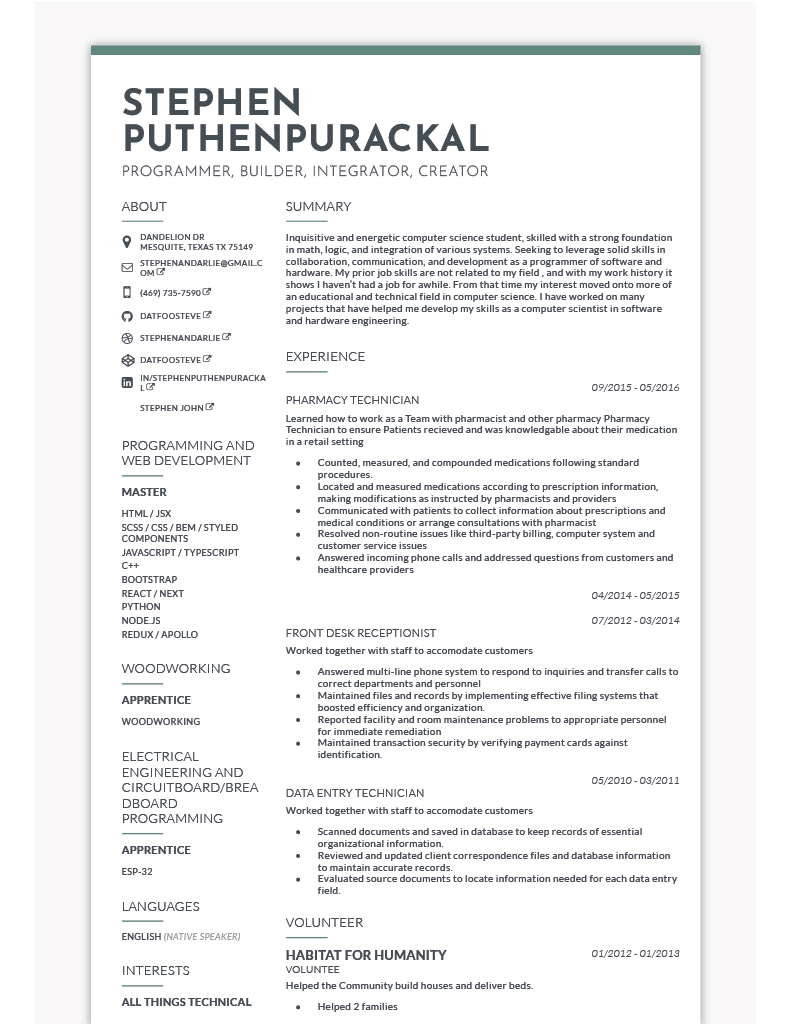 STEPHEN
PUTHENPURACKAL
PROGRAMMER, BUILDER, INTEGRATOR, CREATOR
ABOUT
DANDELION DR
MESQUITE, TEXAS TX 75149
STEPHENANDARLIE@GMAIL.C
OM
(469) 735-7590
DATFOOSTEVE
STEPHENANDARLIE
DATFOOSTEVE
IN/STEPHENPUTHENPURACKA
L
STEPHEN JOHN
PROGRAMMING AND
WEB DEVELOPMENT
MASTER
HTML / JSX
SCSS / CSS / BEM / STYLED
COMPONENTS
JAVASCRIPT / TYPESCRIPT
C++
BOOTSTRAP
REACT / NEXT
PYTHON
NODE.JS
REDUX / APOLLO
WOODWORKING
APPRENTICE
WOODWORKING
ELECTRICAL
ENGINEERING AND
CIRCUITBOARD/BREA
DBOARD
PROGRAMMING
APPRENTICE
ESP-32
LANGUAGES
ENGLISH (NATIVE SPEAKER)
INTERESTS
ALL THINGS TECHNICAL
SUMMARY
Inquisitive and energetic computer science student, skilled with a strong foundation
in math, logic, and integration of various systems. Seeking to leverage solid skills in
collaboration, communication, and development as a programmer of software and
hardware. My prior job skills are not related to my field , and with my work history it
shows I haven't had a job for awhile. From that time my interest moved onto more of
an educational and technical field in computer science. I have worked on many
projects that have helped me develop my skills as a computer scientist in software
and hardware engineering.
EXPERIENCE
09/2015 - 05/2016
PHARMACY TECHNICIAN
Learned how to work as a Team with pharmacist and other pharmacy Pharmacy
Technician to ensure Patients recieved and was knowledgable about their medication
in a retail setting
• Counted, measured, and compounded medications following standard
procedures.
• Located and measured medications according to prescription information,
making modifications as instructed by pharmacists and providers
• Communicated with patients to collect information about prescriptions and
medical conditions or arrange consultations with pharmacist
• Resolved non-routine issues like third-party billing, computer system and
customer service issues
• Answered incoming phone calls and addressed questions from customers and
healthcare providers
04/2014 - 05/2015
07/2012 - 03/2014
FRONT DESK RECEPTIONIST
Worked together with staff to accomodate customers
• Answered multi-line phone system to respond to inquiries and transfer calls to
correct departments and personnel
• Maintained files and records by implementing effective filing systems that
boosted efficiency and organization.
• Reported facility and room maintenance problems to appropriate personnel
for immediate remediation
• Maintained transaction security by verifying payment cards against
identification.
05/2010 - 03/2011
DATA ENTRY TECHNICIAN
Worked together with staff to accomodate customers
• Scanned documents and saved in database to keep records of essential
organizational information.
• Reviewed and updated client correspondence files and database information
to maintain accurate records.
• Evaluated source documents to locate information needed for each data entry
field.
VOLUNTEER
HABITAT FOR HUMANITY 01/2012 - 01/2013
VOLUNTEE
Helped the Community build houses and deliver beds.
• Helped 2 families